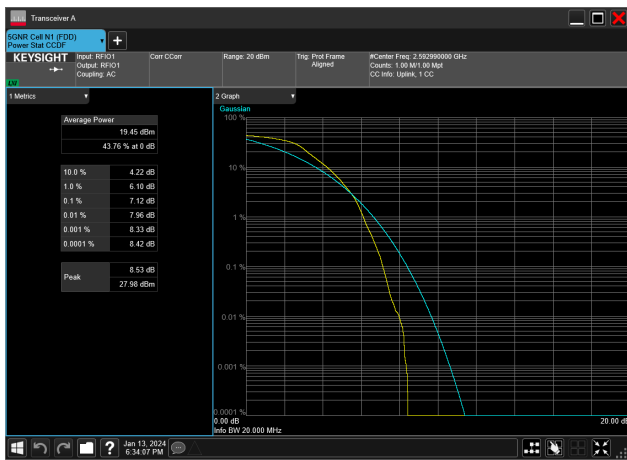 Transceiver A
5GNR Cell N1 (FDD)
Power Stat CCDF
KEYSIGHT
LXI
Input: RFIO1
Output: RFIO1
Coupling: AC
Corr CCorr
Range: 20 dBm
Trig: Prot Frame
Aligned
#Center Freq: 2.592990000 GHz
Counts: 1.00 M/1.00 Mpt
CC Info: Uplink, 1 CC
1 Metrics
Average Power
19.45 dBm
43.76 % at 0 dB
10.0 % 4.22 dB
1.0 % 6.10 dB
0.1 % 7.12 dB
0.01 % 7.96 dB
0.001 % 8.33 dB
0.0001 % 8.42 dB
Peak 8.53 dB
27.98 dBm
2 Graph
Gaussian
100 %
10 %
1 %
0.1 %
0.01 %
0.001 %
0.0001 %
0.00 dB 20.00 dB
Info BW 20.000 MHz
Jan 13, 2024
6:34:07 PM